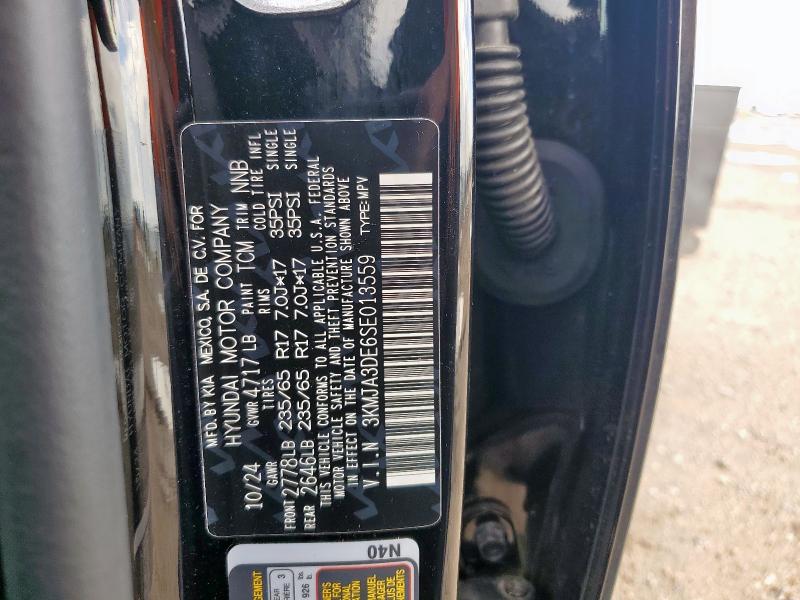 MFD. BY KIA MEXICO, S.A. DE C.V. FOR
HYUNDAI MOTOR COMPANY
10/24 GVWR 4717 LB PAINT TCM TRIM NNB
GAWR TIRES RIMS COLD TIRE INFL
FRONT 2778LB 235/65 R17 7.0J×17 35PSI SINGLE
REAR 2646LB 235/65 R17 7.0J×17 35PSI SINGLE
THIS VEHICLE CONFORMS TO ALL APPLICABLE U.S.A. FEDERAL
MOTOR VEHICLE SAFETY AND THEFT PREVENTION STANDARDS
IN EFFECT ON THE DATE OF MANUFACTURE SHOWN ABOVE
V.I.N 3KMJA3DE6SE013559 TYPE:MPV
N40
3
926